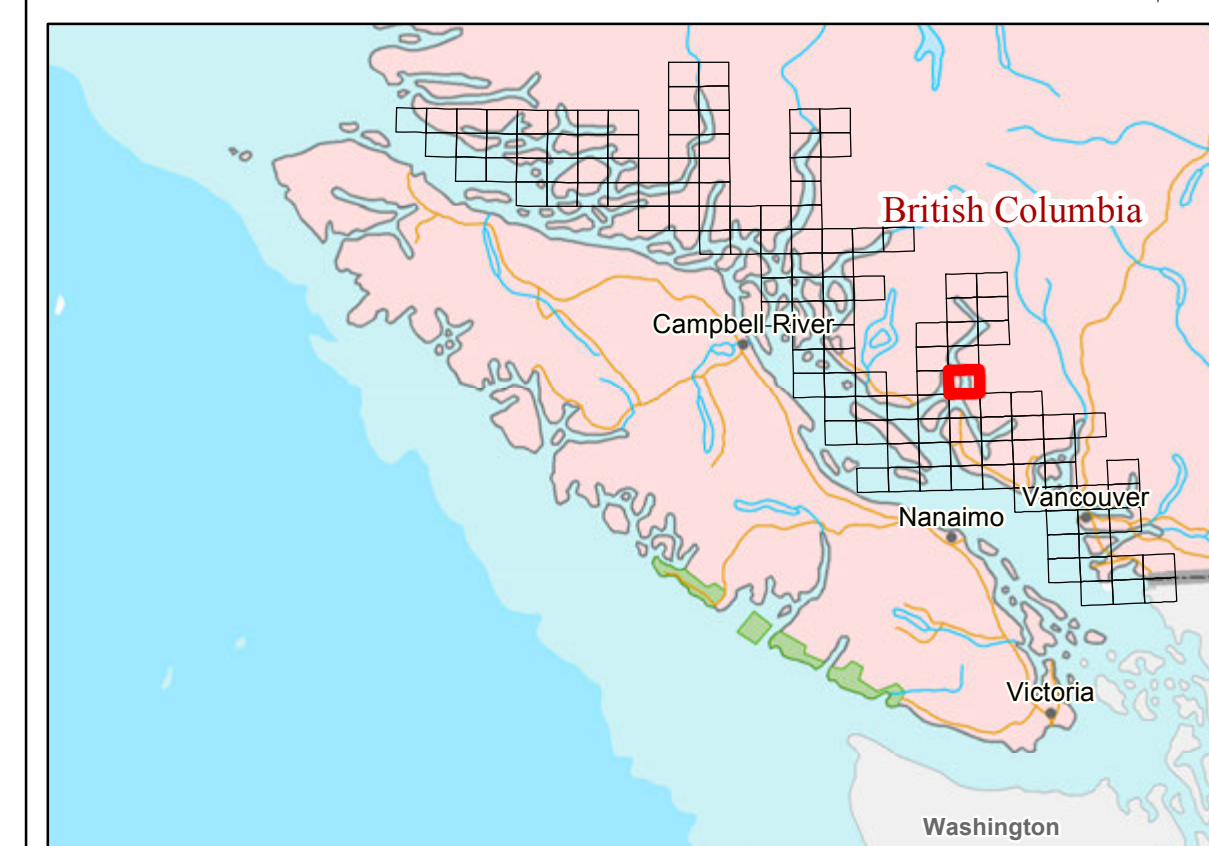 British Columbia
Campbell River
Vancouver
Nanaimo
Victoria
Washington